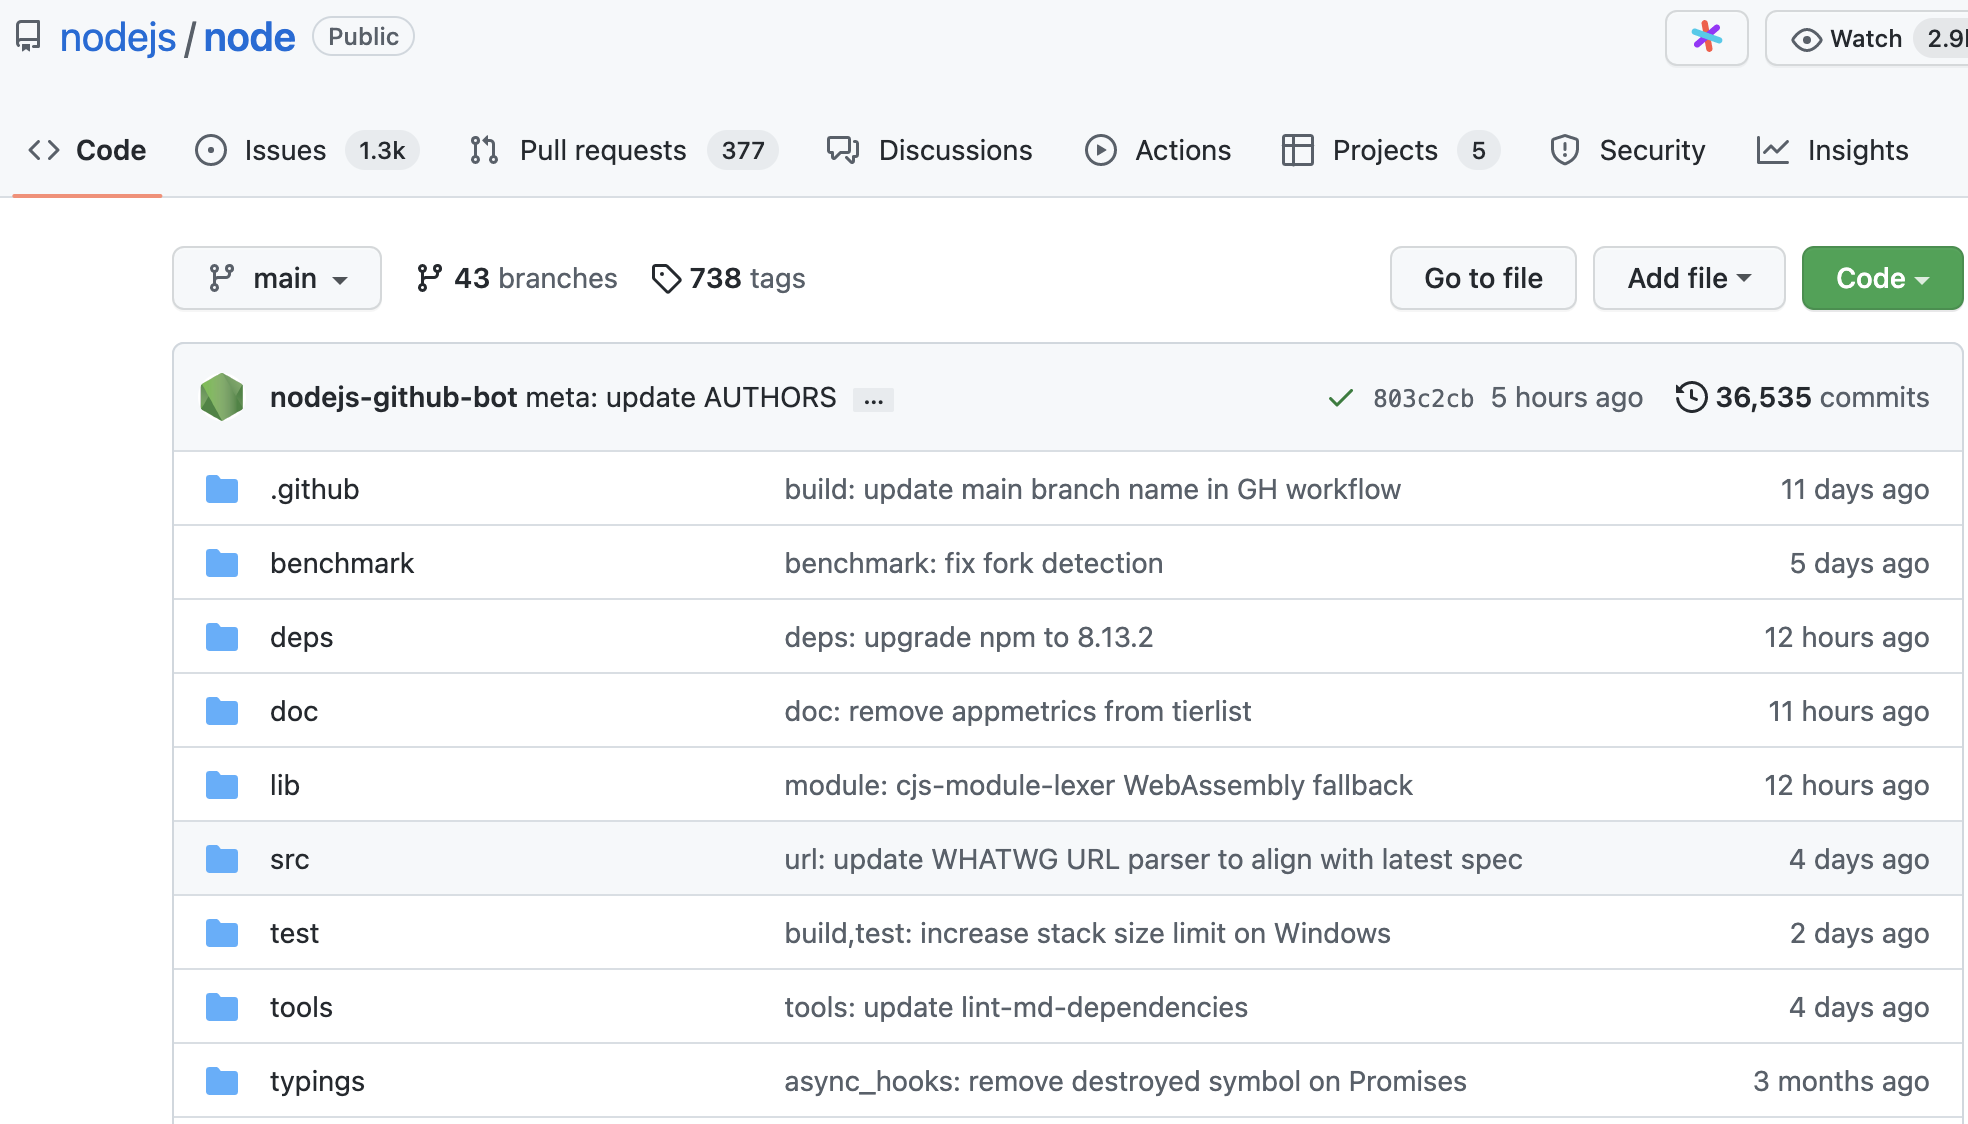 nodejs / node Public Watch 2.9
Code Issues 1.3k Pull requests 377 Discussions Actions Projects 5 Security Insights
main 43 branches 738 tags Go to file Add file Code
nodejs-github-bot meta: update AUTHORS ... 803c2cb 5 hours ago 36,535 commits
.github build: update main branch name in GH workflow 11 days ago
benchmark benchmark: fix fork detection 5 days ago
deps deps: upgrade npm to 8.13.2 12 hours ago
doc doc: remove appmetrics from tierlist 11 hours ago
lib module: cjs-module-lexer WebAssembly fallback 12 hours ago
src url: update WHATWG URL parser to align with latest spec 4 days ago
test build,test: increase stack size limit on Windows 2 days ago
tools tools: update lint-md-dependencies 4 days ago
typings async_hooks: remove destroyed symbol on Promises 3 months ago